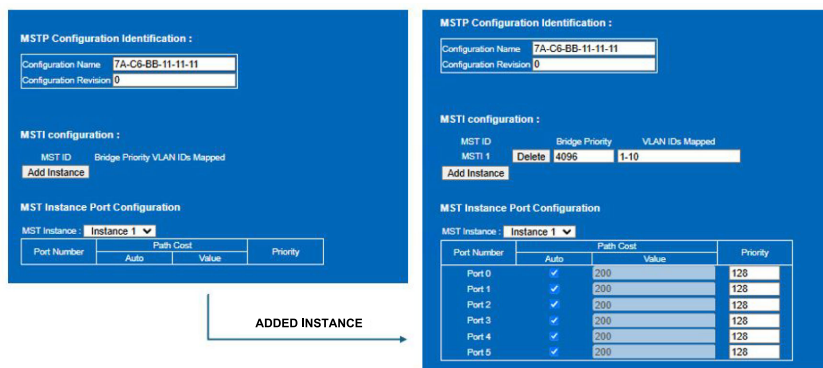 MSTP Configuration Identification :
Configuration Name 7A-C6-BB-11-11-11
Configuration Revision 0
MSTI configuration :
MST ID Bridge Priority VLAN IDs Mapped
Add Instance
MST Instance Port Configuration
MST Instance : Instance 1
Port Number Path Cost Priority
Auto Value
ADDED INSTANCE
MSTP Configuration Identification :
Configuration Name 7A-C6-BB-11-11-11
Configuration Revision 0
MSTI configuration :
MST ID Bridge Priority VLAN IDs Mapped
MSTI 1 Delete 4096 1-10
Add Instance
MST Instance Port Configuration
MST Instance : Instance 1
Port Number Path Cost Priority
Auto Value
Port 0 200 128
Port 1 200 128
Port 2 200 128
Port 3 200 128
Port 4 200 128
Port 5 200 128